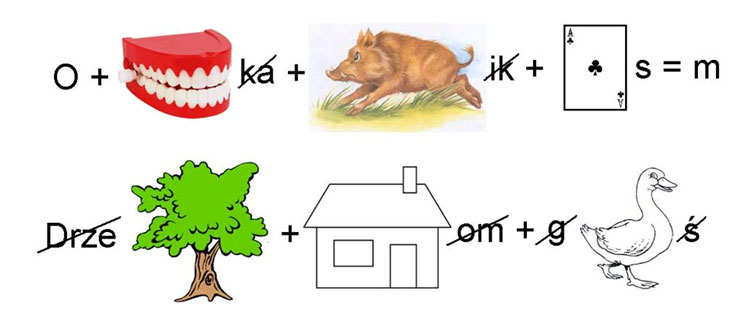 O + ka + ik + A A s = m
Drze + om + g ś